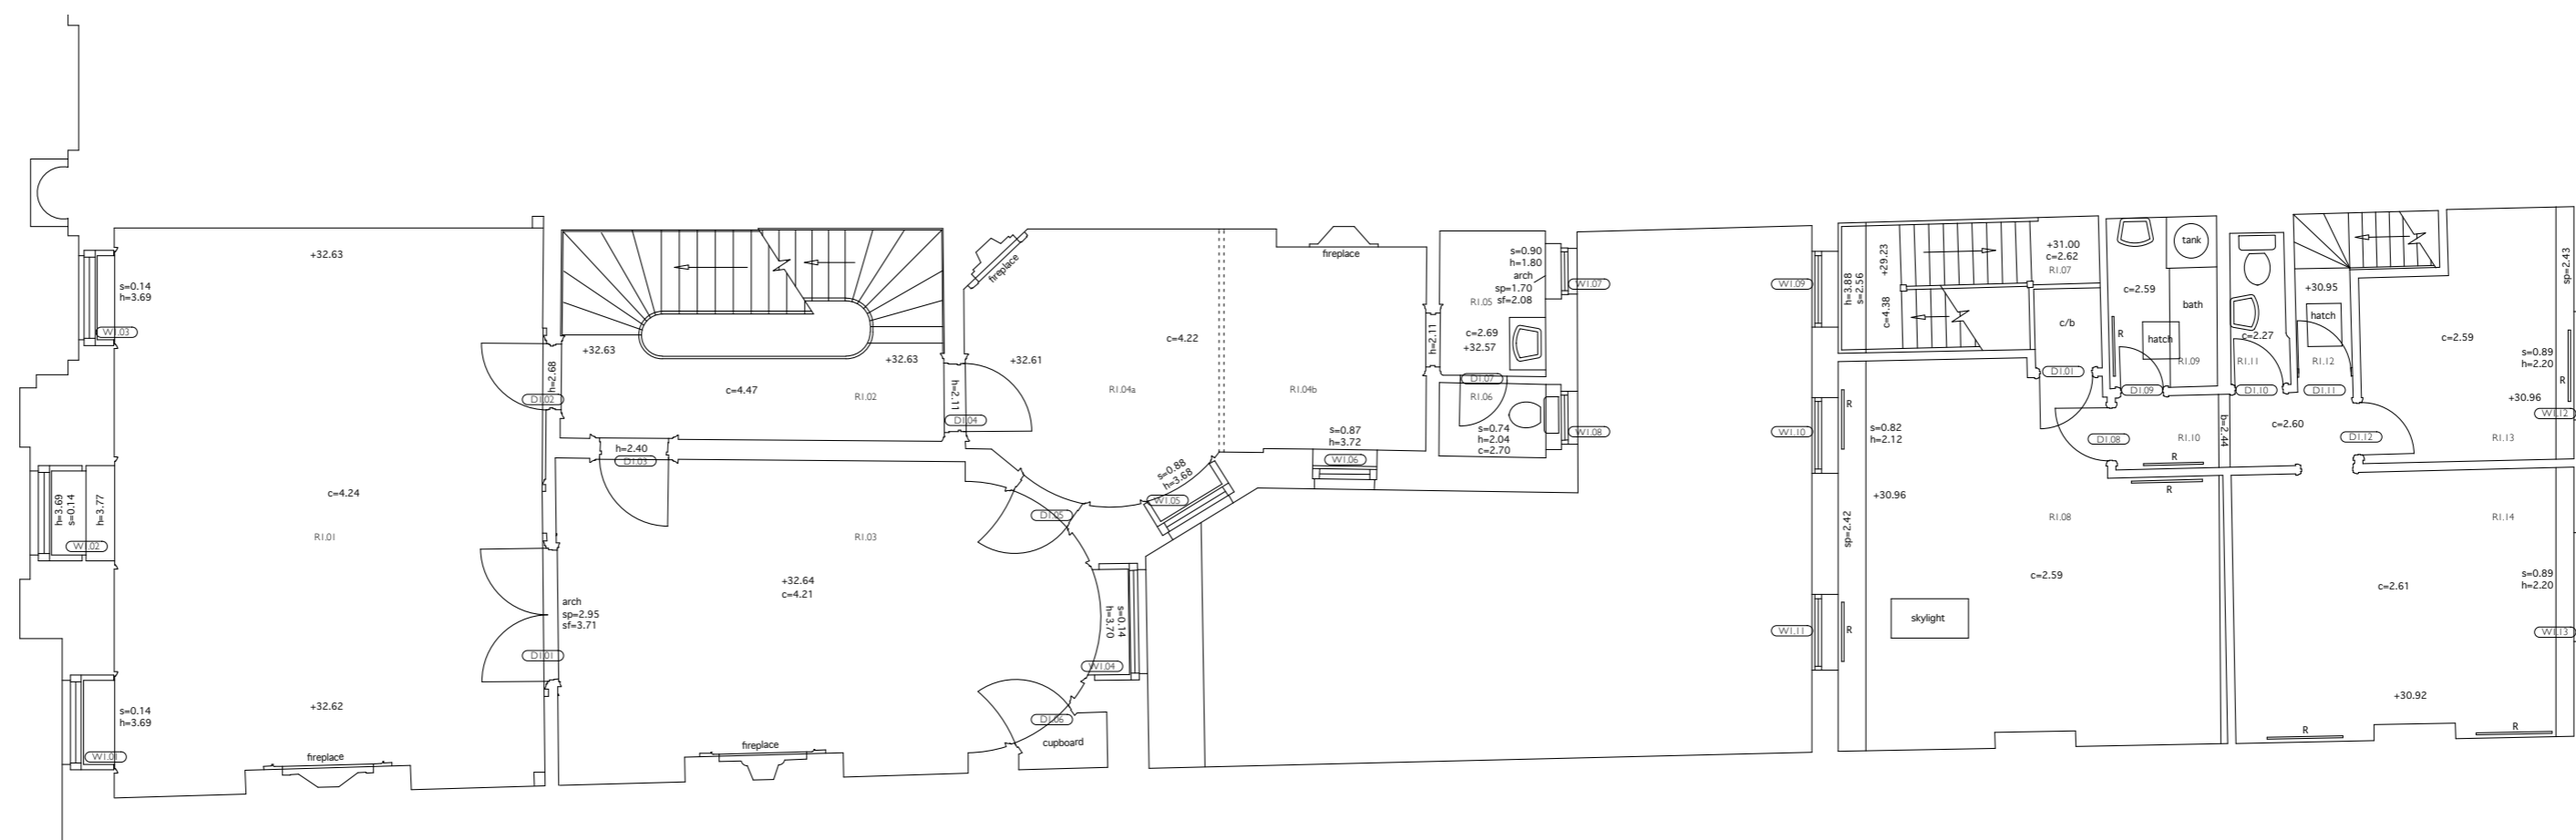 +32.63
s=0.14
h=3.69
W1.03
h=3.69
s=0.14
h=3.77
W1.02
c=4.24
R1.01
+32.62
s=0.14
h=3.69
W1.01
fireplace
+32.63
+32.63
h=2.68
D1.02
c=4.47
R1.02
h=2.11
D1.04
h=2.40
D1.03
R1.03
+32.64
c=4.21
arch
sp=2.95
sf=3.71
D1.01
fireplace
D1.05
D1.06
cupboard
s=0.14
h=3.70
W1.04
fireplace
+32.61
c=4.22
R1.04a
R1.04b
fireplace
s=0.88
h=3.68
W1.05
s=0.87
h=3.72
W1.06
h=2.11
s=0.90
h=1.80
arch
sp=1.70
sf=2.08
R1.05
c=2.69
+32.57
D1.07
R1.06
s=0.74
h=2.04
c=2.70
W1.07
W1.08
W1.09
W1.10
W1.11
h=3.88
s=2.56
+29.23
c=4.38
+31.00
c=2.62
R1.07
c/b
D1.01
R
s=0.82
h=2.12
+30.96
sp=2.42
R
R1.08
c=2.59
skylight
D1.08
R1.10
R
R
c=2.59
tank
bath
R
hatch
R1.09
D1.09
b=2.44
c=2.27
R1.11
D1.10
+30.95
hatch
R1.12
D1.11
c=2.60
D1.12
c=2.59
sp=2.43
s=0.89
h=2.20
R
+30.96
W1.12
R1.13
R1.14
s=0.89
h=2.20
c=2.61
W1.13
+30.92
R
R